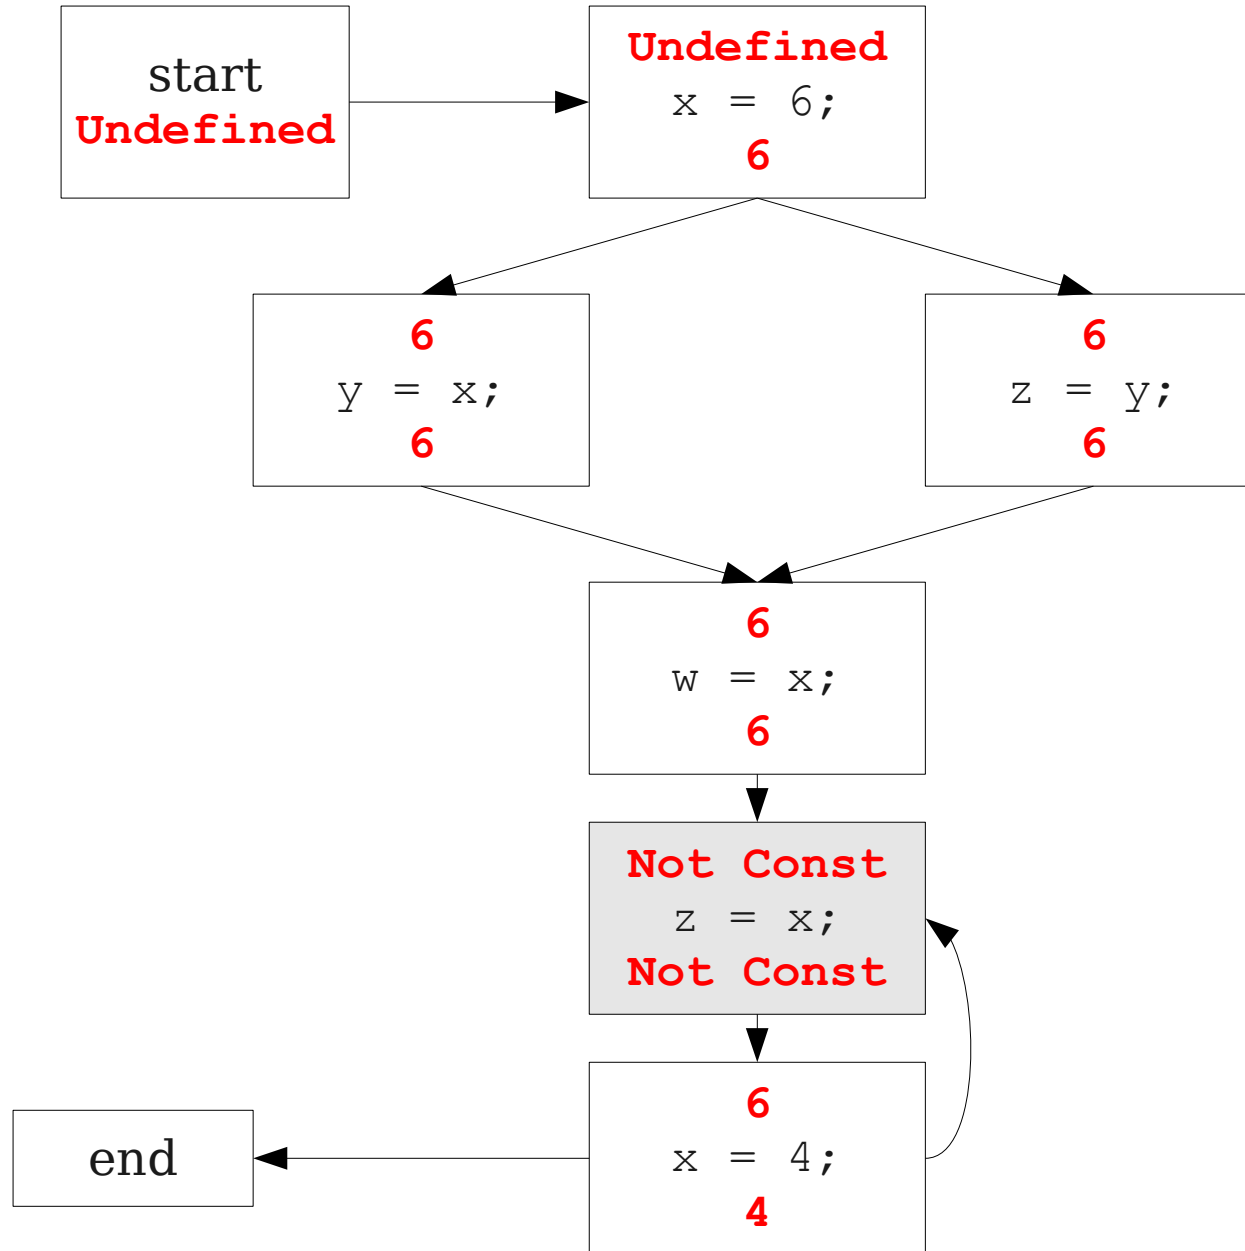 start
Undefined
Undefined
x = 6;
6
6
y = x;
6
6
z = y;
6
6
w = x;
6
Not Const
z = x;
Not Const
6
x = 4;
4
end